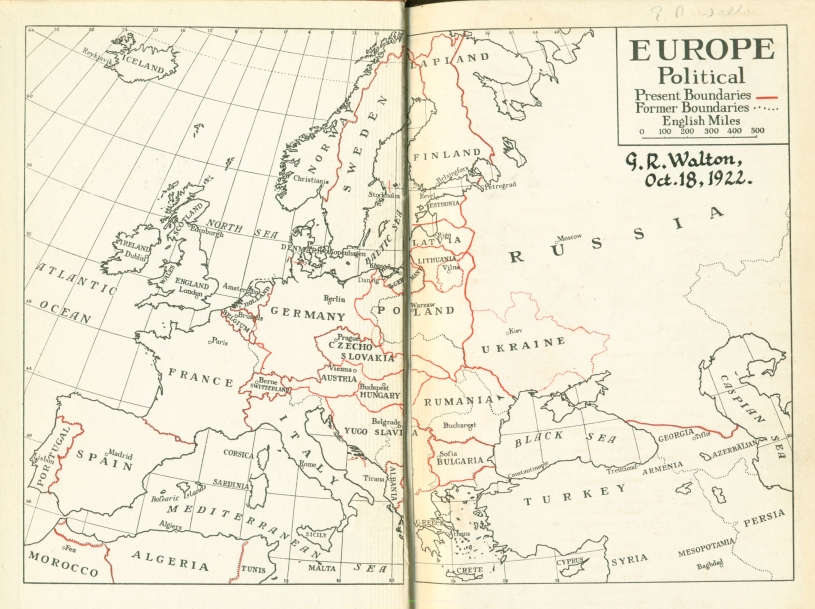 G. R. Walton
EUROPE
Political
Present Boundaries
Former Boundaries
English Miles
0 100 200 300 400 500
G. R. Walton,
Oct. 18, 1922.
ICELAND
Reykjavik
LAPLAND
NORWAY
SWEDEN
FINLAND
Christiania
Stockholm
Helsingfors
Petrograd
Revel
ESTHONIA
SCOTLAND
Edinburgh
NORTH SEA
BALTIC SEA
Riga
LATVIA
Moscow
RUSSIA
IRELAND
Dublin
WALES
ENGLAND
London
DENMARK
Copenhagen
LITHUANIA
Vilna
Danzig
ATLANTIC
OCEAN
Amsterdam
HOLLAND
Berlin
GERMANY
Warsaw
POLAND
Brussels
BELGIUM
Kiev
UKRAINE
Paris
Prague
CZECHO
SLOVAKIA
FRANCE
Berne
SWITZERLAND
Vienna
AUSTRIA
Budapest
HUNGARY
RUMANIA
Bucharest
CASPIAN SEA
ITALY
Belgrade
YUGO SLAVIA
BLACK SEA
GEORGIA
Tiflis
AZERBAIJAN
PORTUGAL
Lisbon
Madrid
SPAIN
CORSICA
Rome
Sofia
BULGARIA
Constantinople
Trebizond
ARMENIA
Balearic Islands
SARDINIA
Tirana
ALBANIA
TURKEY
MEDITERRANEAN SEA
GREECE
Athens
PERSIA
Algiers
SICILY
Fez
MOROCCO
ALGERIA
TUNIS
MALTA
CRETE
CYPRUS
SYRIA
MESOPOTAMIA
Baghdad